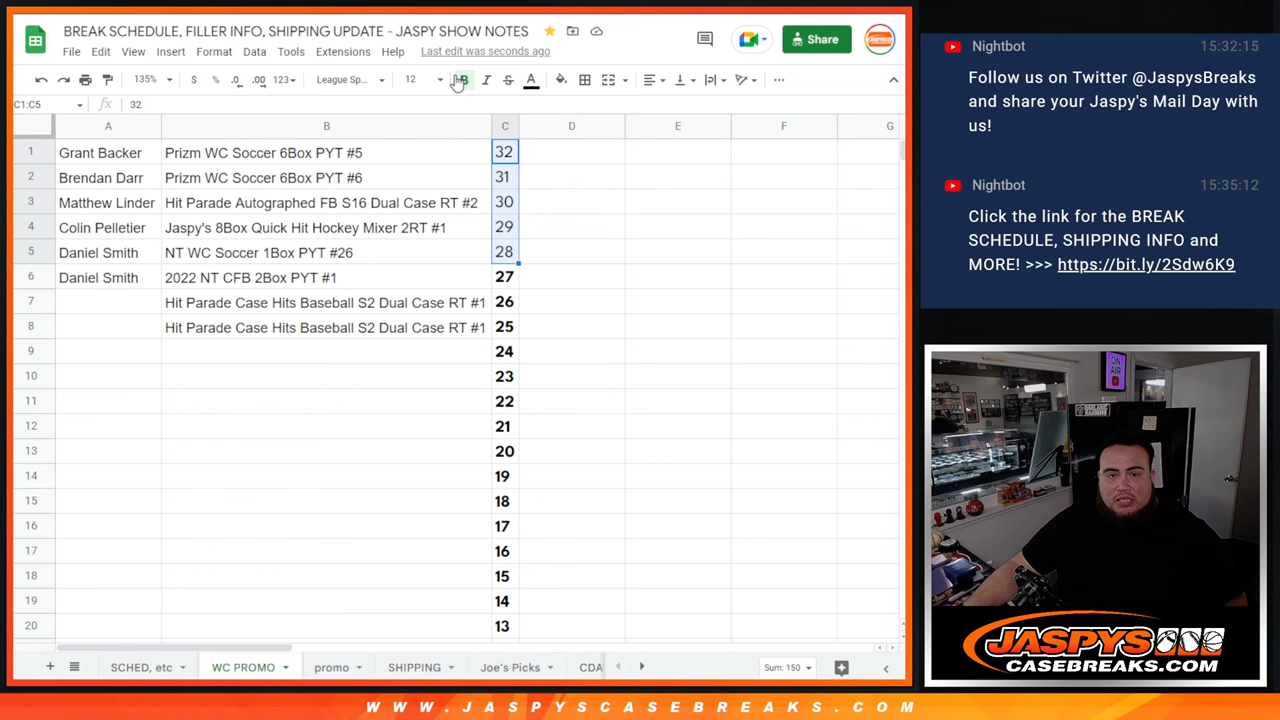 BREAK SCHEDULE, FILLER INFO, SHIPPING UPDATE - JASPY SHOW NOTES
Share
File Edit View Insert Format Data Tools Extensions Help Last edit was seconds ago
135% $ % .0 .00 123 League Sp... 12 B I S A
C1:C5 fx 32
A B C D E F G
1 Grant Backer Prizm WC Soccer 6Box PYT #5 32
2 Brendan Darr Prizm WC Soccer 6Box PYT #6 31
3 Matthew Linder Hit Parade Autographed FB S16 Dual Case RT #2 30
4 Colin Pelletier Jaspy's 8Box Quick Hit Hockey Mixer 2RT #1 29
5 Daniel Smith NT WC Soccer 1Box PYT #26 28
6 Daniel Smith 2022 NT CFB 2Box PYT #1 27
7 Hit Parade Case Hits Baseball S2 Dual Case RT #1 26
8 Hit Parade Case Hits Baseball S2 Dual Case RT #1 25
9 24
10 23
11 22
12 21
13 20
14 19
15 18
16 17
17 16
18 15
19 14
20 13
SCHED, etc WC PROMO promo SHIPPING Joe's Picks CDA Sum: 150
Nightbot 15:32:15
Follow us on Twitter @JaspysBreaks
and share your Jaspy's Mail Day with
us!
Nightbot 15:35:12
Click the link for the BREAK
SCHEDULE, SHIPPING INFO and
MORE! >>> https://bit.ly/2Sdw6K9
ON
AIR
JASPYS
CASEBREAKS.COM
WWW.JASPYSCASEBREAKS.COM